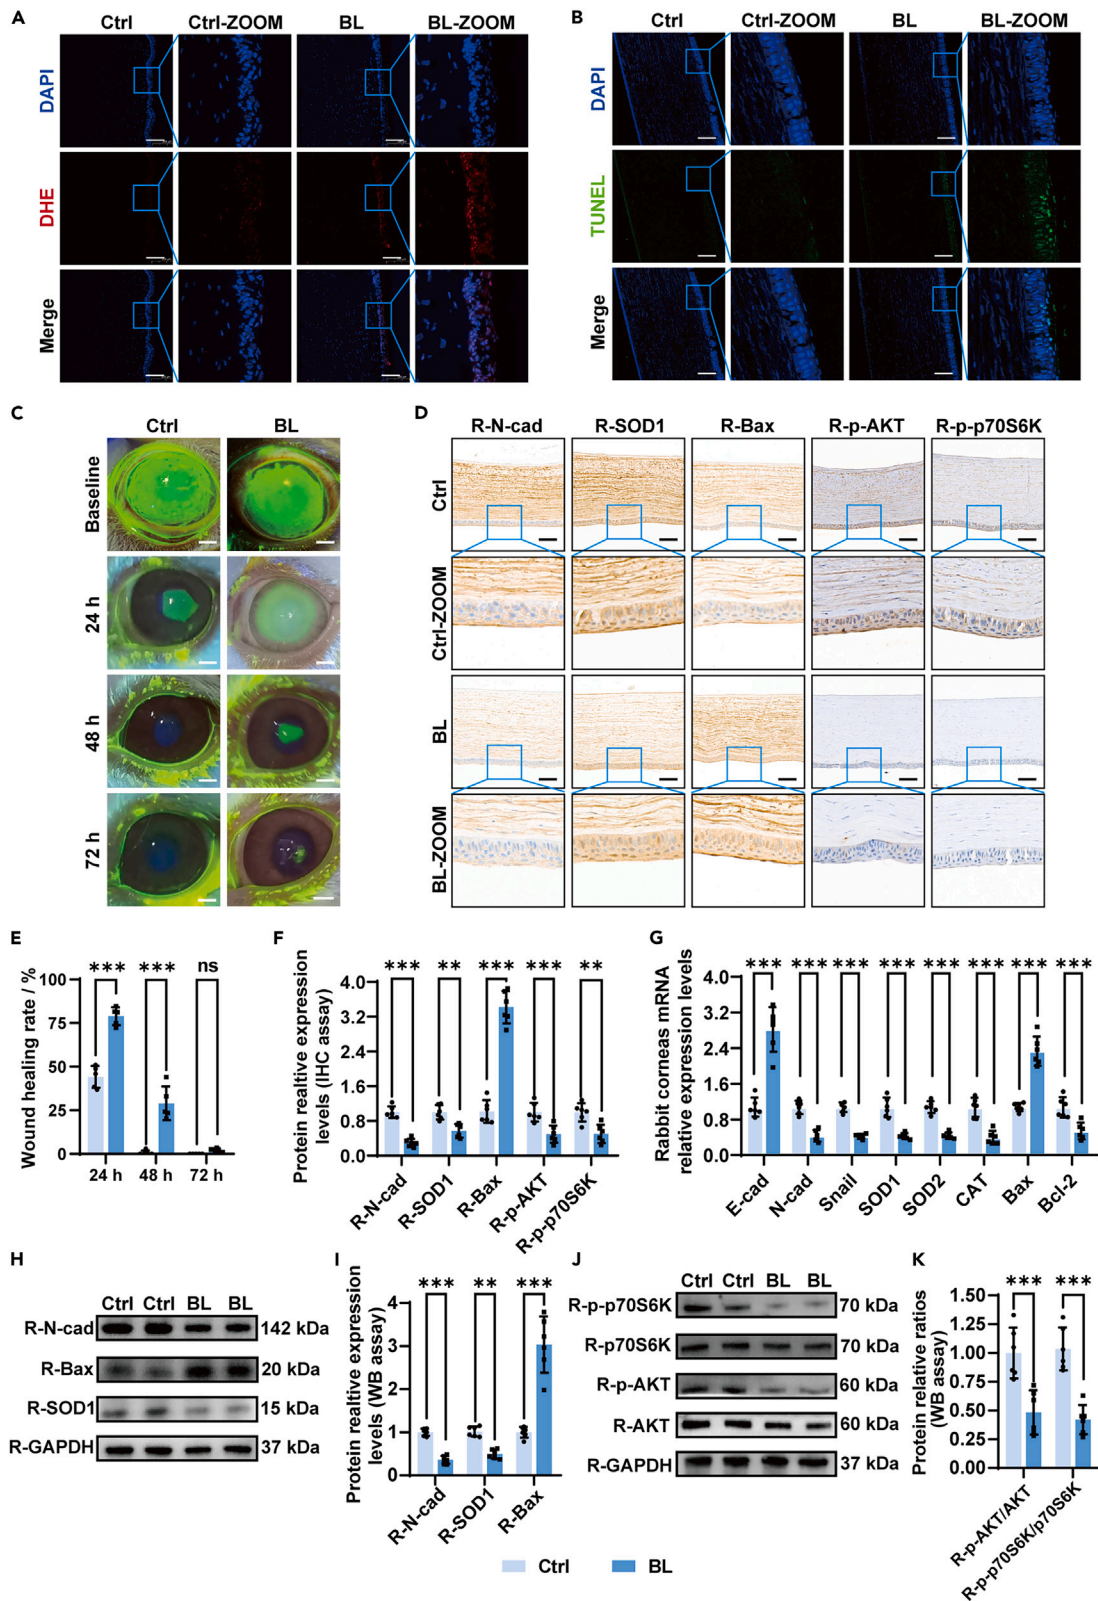 A
Ctrl Ctrl-ZOOM BL BL-ZOOM
DAPI
DHE
Merge
B
Ctrl Ctrl-ZOOM BL BL-ZOOM
DAPI
TUNEL
Merge
C
Ctrl BL
Baseline
24 h
48 h
72 h
D
R-N-cad R-SOD1 R-Bax R-p-AKT R-p-p70S6K
Ctrl
Ctrl-ZOOM
BL
BL-ZOOM
E
Wound healing rate / %
100
75
50
25
0
*** *** ns
24 h 48 h 72 h
F
Protein realtive expression
levels (IHC assay)
4.0
3.2
2.4
1.6
0.8
0.0
*** ** *** *** **
R-N-cad R-SOD1 R-Bax R-p-AKT R-p-p70S6K
G
Rabbit corneas mRNA
relative expression levels
4.0
2.8
1.6
0.8
0.0
*** *** *** *** *** *** *** ***
E-cad N-cad Snail SOD1 SOD2 CAT Bax Bcl-2
H
Ctrl Ctrl BL BL
R-N-cad 142 kDa
R-Bax 20 kDa
R-SOD1 15 kDa
R-GAPDH 37 kDa
I
Protein realtive expression
levels (WB assay)
4
3
2
1
0
*** ** ***
R-N-cad R-SOD1 R-Bax
J
Ctrl Ctrl BL BL
R-p-p70S6K 70 kDa
R-p70S6K 70 kDa
R-p-AKT 60 kDa
R-AKT 60 kDa
R-GAPDH 37 kDa
K
Protein relative ratios
(WB assay)
1.50
1.25
1.00
0.75
0.50
0.25
0.00
*** ***
R-p-AKT/AKT R-p-p70S6K/p70S6K
Ctrl BL